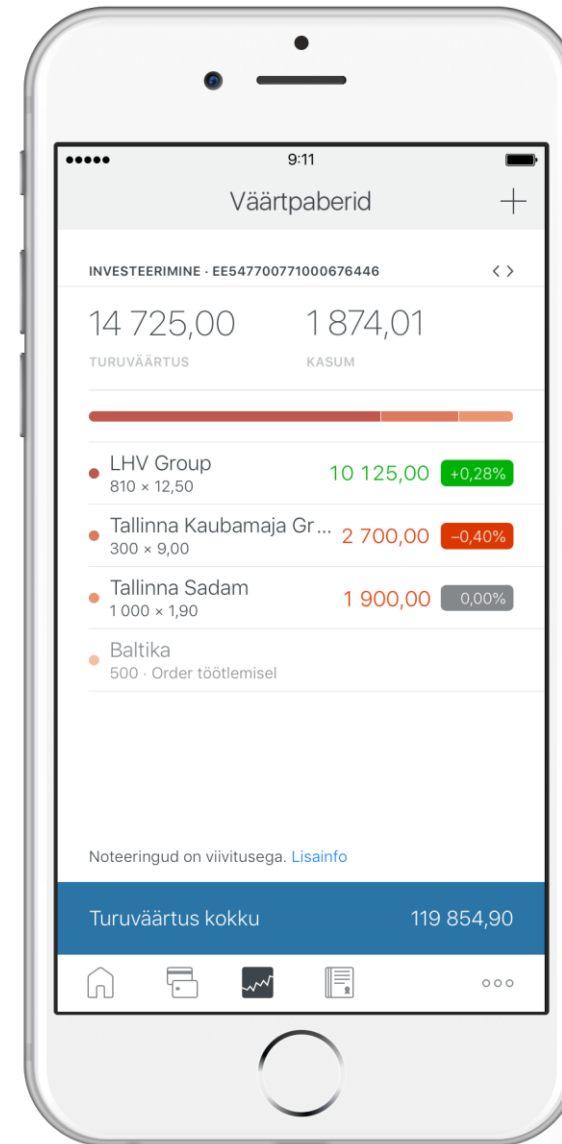 9:11
Väärtpaberid
INVESTEERIMINE · EE547700771000676446
14 725,00 1 874,01
TURUVÄÄRTUS KASUM
LHV Group 10 125,00 +0,28%
810 × 12,50
Tallinna Kaubamaja Gr... 2 700,00 −0,40%
300 × 9,00
Tallinna Sadam 1 900,00 0,00%
1 000 × 1,90
Baltika
500 · Order töötlemisel
Noteeringud on viivitusega. Lisainfo
Turuväärtus kokku 119 854,90